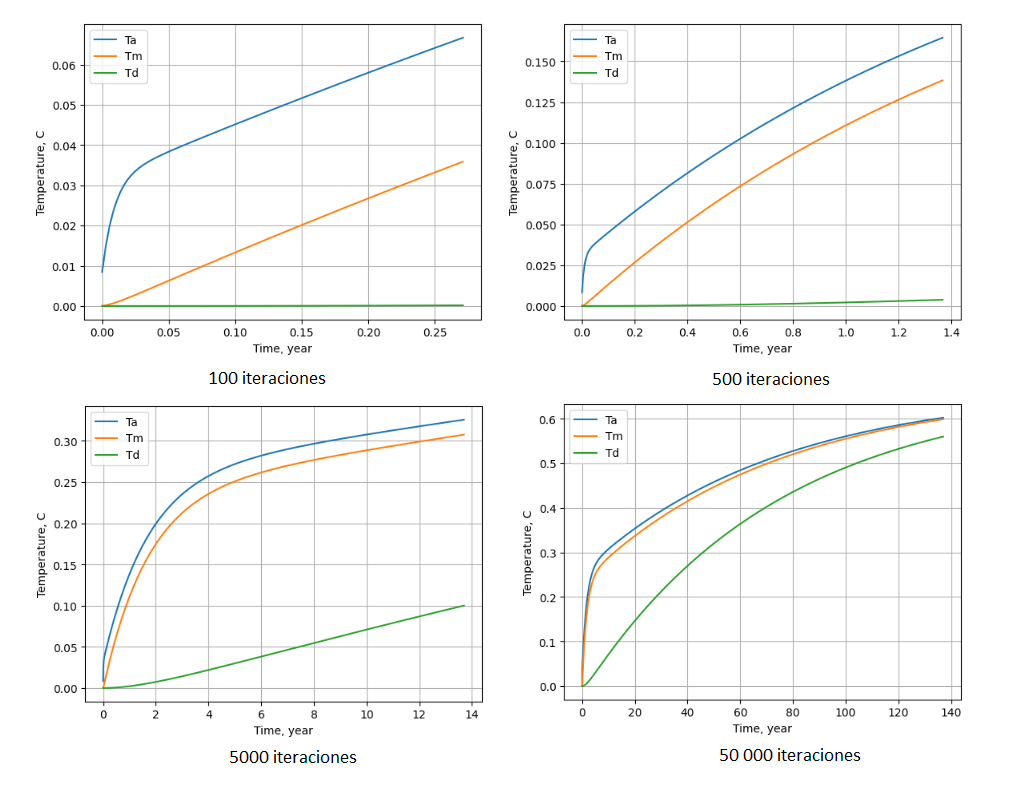 Ta
Tm
Td
Temperature, C
0.06
0.05
0.04
0.03
0.02
0.01
0.00
0.00 0.05 0.10 0.15 0.20 0.25
Time, year
100 iteraciones
Ta
Tm
Td
Temperature, C
0.150
0.125
0.100
0.075
0.050
0.025
0.000
0.0 0.2 0.4 0.6 0.8 1.0 1.2 1.4
Time, year
500 iteraciones
Ta
Tm
Td
Temperature, C
0.30
0.25
0.20
0.15
0.10
0.05
0.00
0 2 4 6 8 10 12 14
Time, year
5000 iteraciones
Ta
Tm
Td
Temperature, C
0.6
0.5
0.4
0.3
0.2
0.1
0.0
0 20 40 60 80 100 120 140
Time, year
50 000 iteraciones